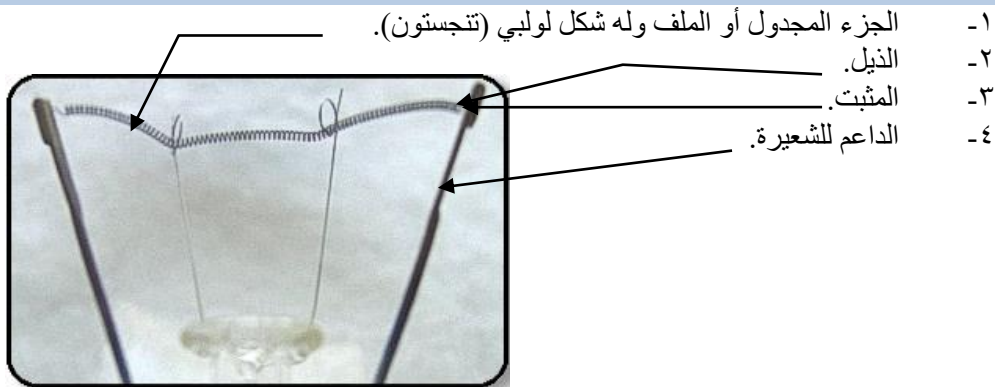 ١- الجزء المجدول أو الملف وله شكل لولبي (تنجستون).
٢- الذيل.
٣- المثبت.
٤- الداعم للشعيرة.